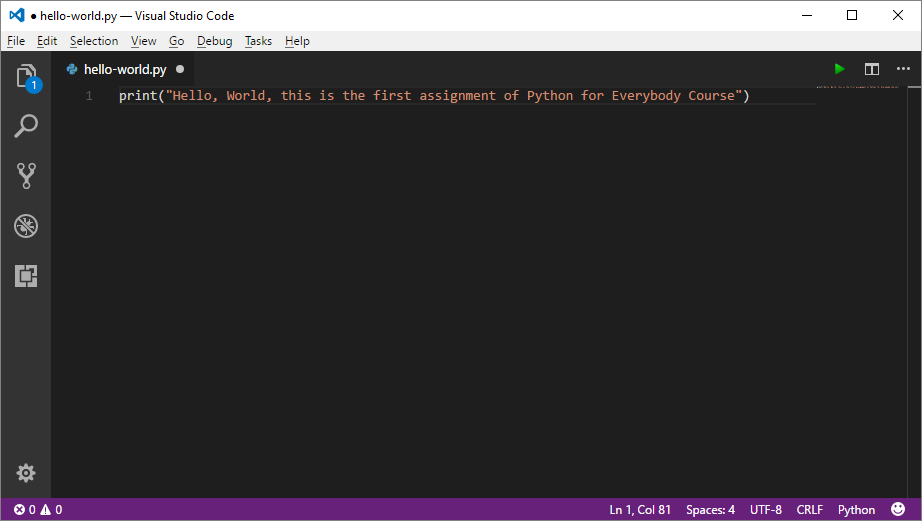 ● hello-world.py — Visual Studio Code
File Edit Selection View Go Debug Tasks Help
1
hello-world.py ●
1 print("Hello, World, this is the first assignment of Python for Everybody Course")
0 0 Ln 1, Col 81 Spaces: 4 UTF-8 CRLF Python